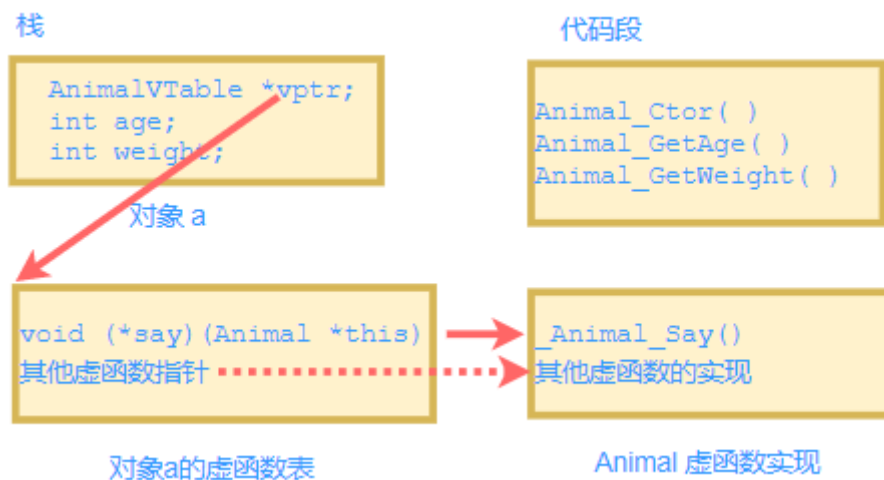 栈
AnimalVTable *vptr;
int age;
int weight;
对象 a
代码段
Animal_Ctor( )
Animal_GetAge( )
Animal_GetWeight( )
void (*say)(Animal *this)
其他虚函数指针
对象a的虚函数表
_Animal_Say()
其他虚函数的实现
Animal 虚函数实现